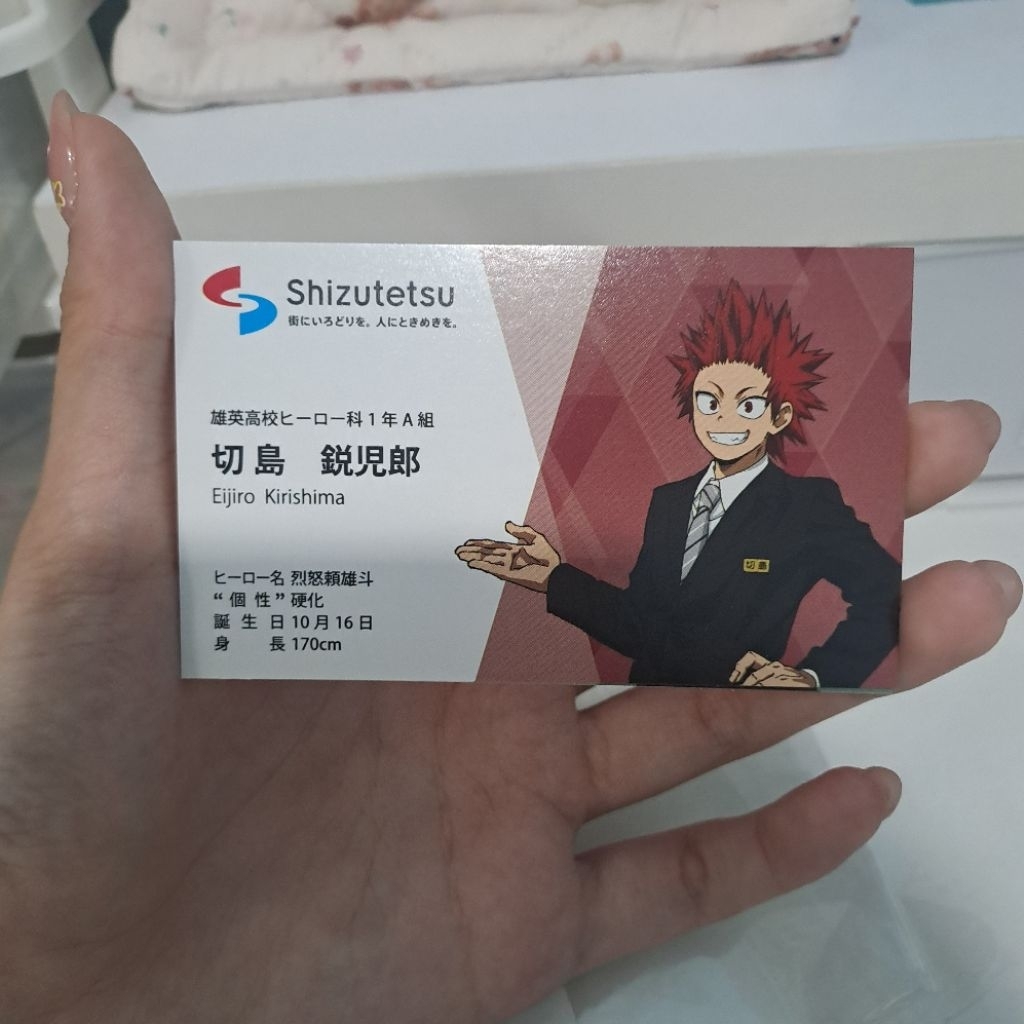 Shizutetsu
街にいろどりを。人にときめきを。
雄英高校ヒーロー科1年A組
切島 鋭児郎
Eijiro Kirishima
ヒーロー名 烈怒頼雄斗
“個性”硬化
誕生日 10月16日
身長 170cm
切島